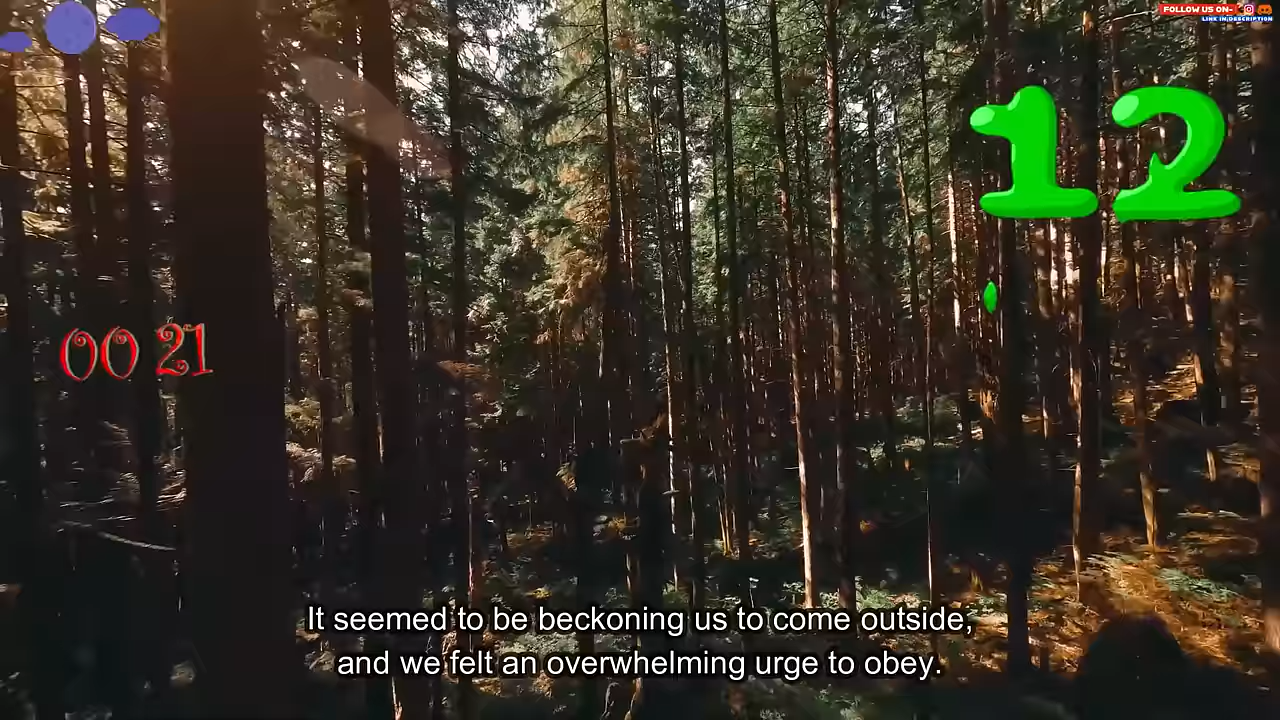 FOLLOW US ON-
LINK IN DESCRIPTION
12
00 21
It seemed to be beckoning us to come outside,
and we felt an overwhelming urge to obey.